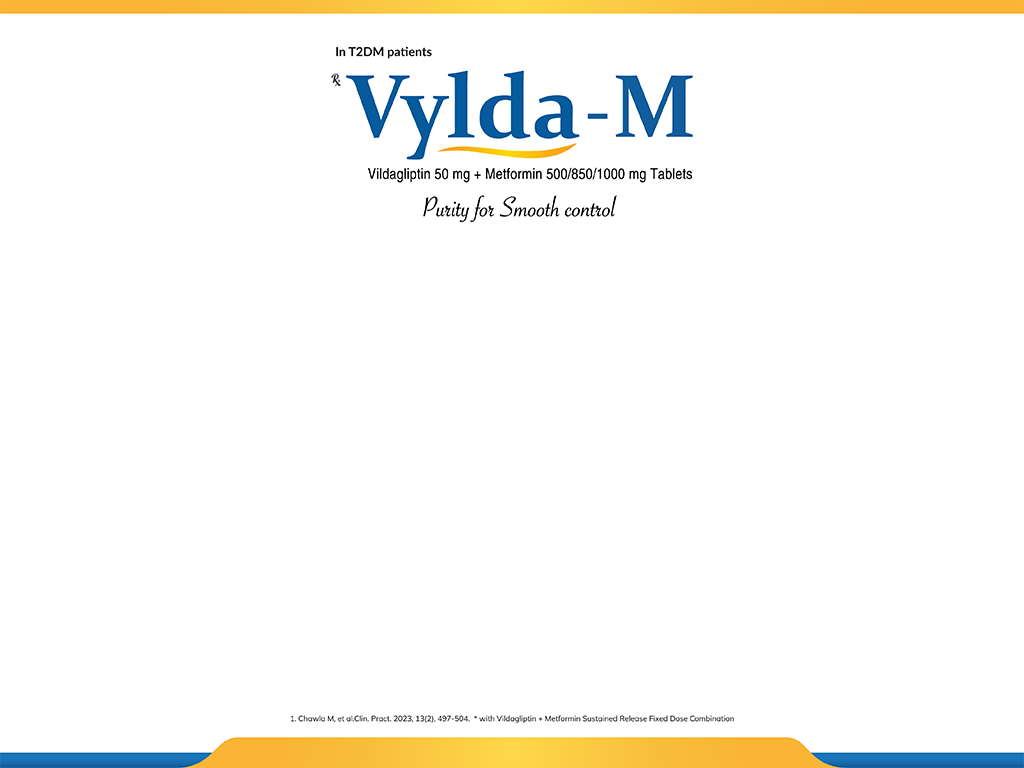 In T2DM patients
℞ Vylda-M
Vildagliptin 50 mg + Metformin 500/850/1000 mg Tablets
Purity for Smooth control
1. Chawla M, et al.Clin. Pract. 2023, 13(2), 497-504. * with Vildagliptin + Metformin Sustained Release Fixed Dose Combination